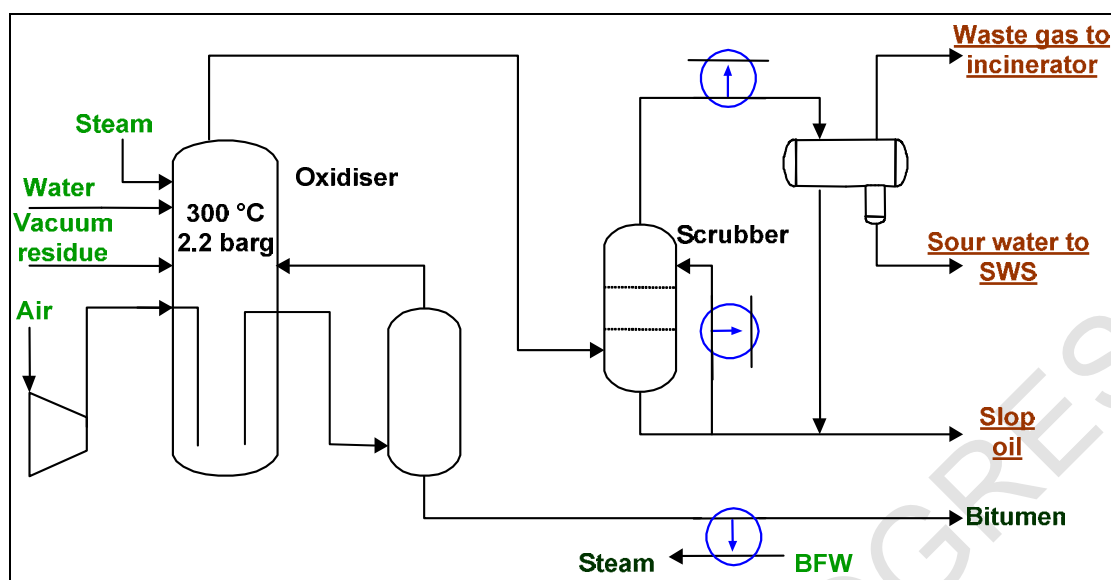 Waste gas to
incinerator
Steam
Oxidiser
Water
300 °C
2.2 barg
Vacuum
residue
Scrubber
Sour water to
SWS
Air
Slop
oil
Bitumen
Steam
BFW
GRES